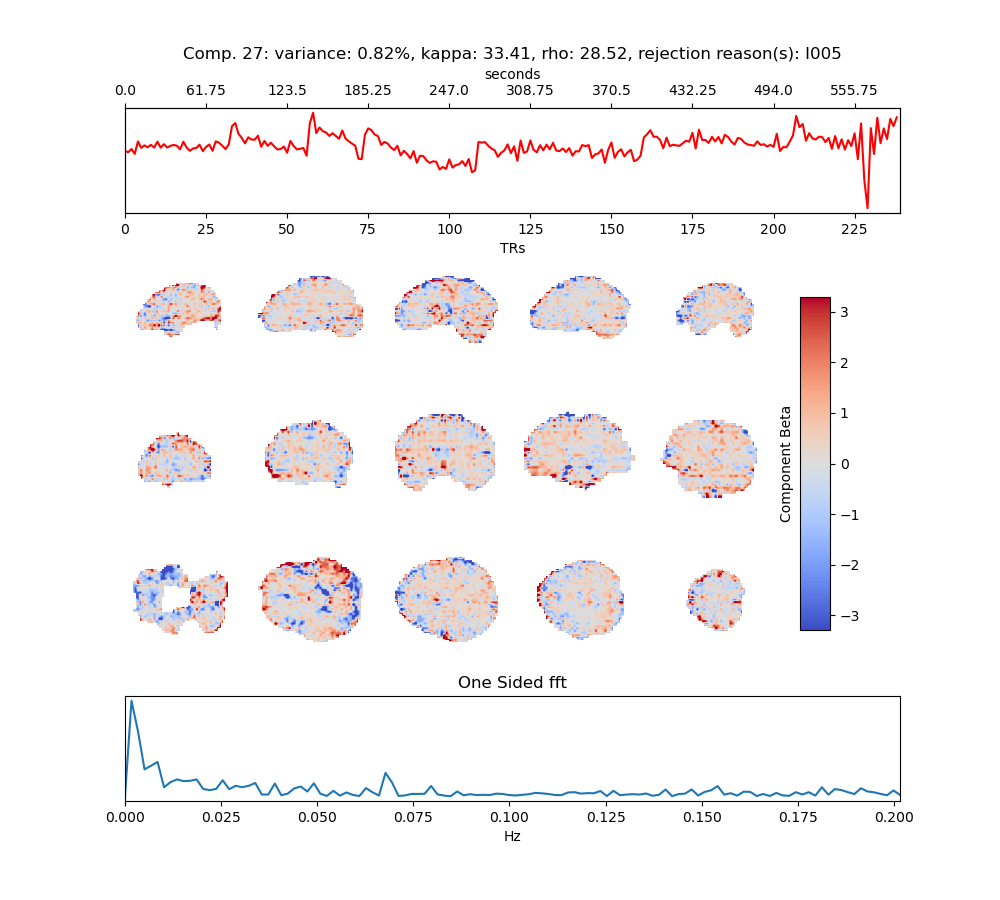 Comp. 27: variance: 0.82%, kappa: 33.41, rho: 28.52, rejection reason(s): I005
seconds
0.0 61.75 123.5 185.25 247.0 308.75 370.5 432.25 494.0 555.75
0 25 50 75 100 125 150 175 200 225
TRs
3
2
1
0
−1
−2
−3
Component Beta
One Sided fft
0.000 0.025 0.050 0.075 0.100 0.125 0.150 0.175 0.200
Hz